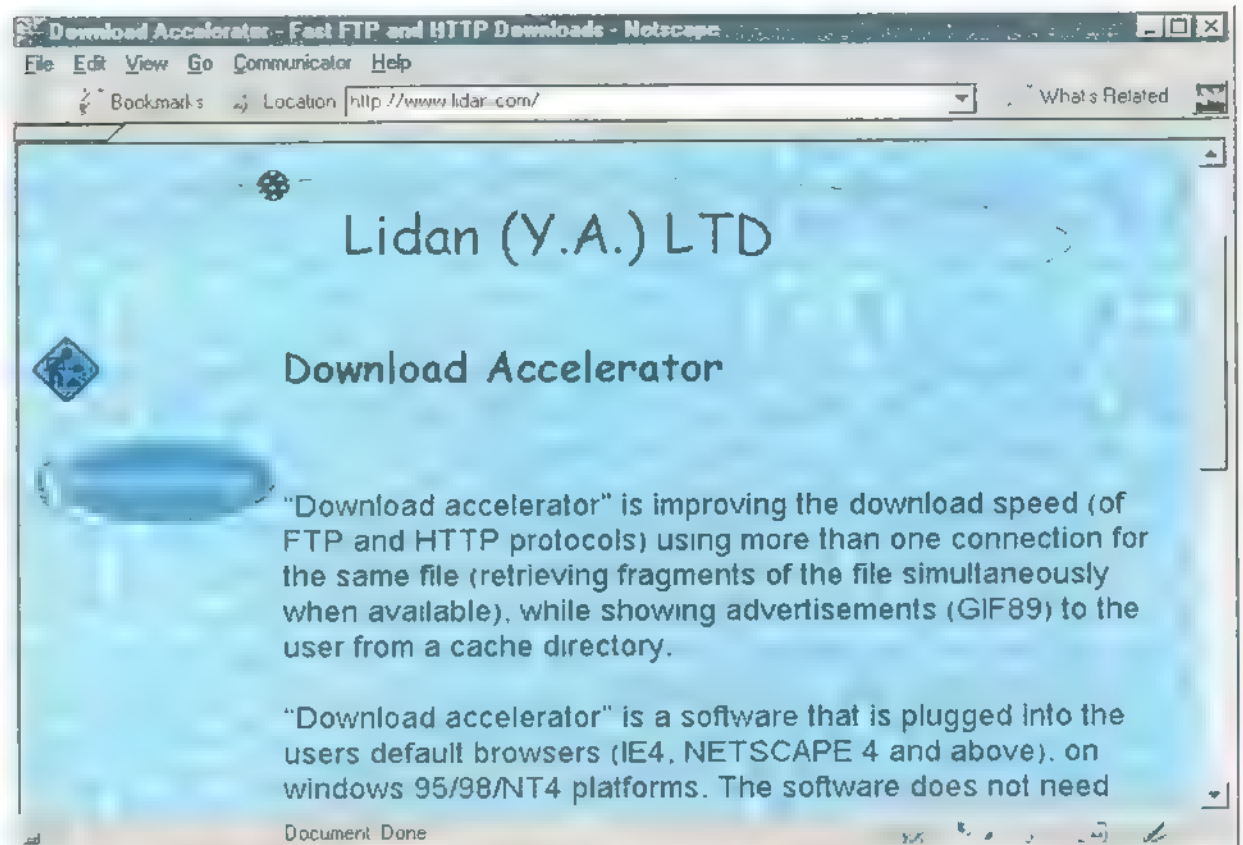 Download Accelerator - Fast FTP and HTTP Downloads - Netscape
File Edit View Go Communicator Help
Bookmarks Location http://www.lidan.com/ What's Related
Lidan (Y.A.) LTD
Download Accelerator
"Download accelerator" is improving the download speed (of
FTP and HTTP protocols) using more than one connection for
the same file (retrieving fragments of the file simultaneously
when available), while showing advertisements (GIF89) to the
user from a cache directory.
"Download accelerator" is a software that is plugged into the
users default browsers (IE4, NETSCAPE 4 and above), on
windows 95/98/NT4 platforms. The software does not need
Document Done